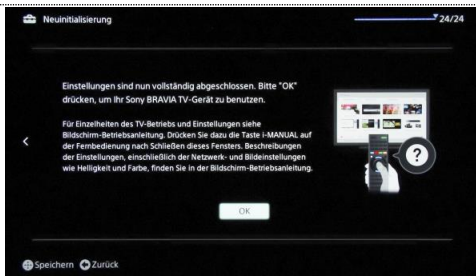 Neuinitialisierung
24/24
Einstellungen sind nun vollständig abgeschlossen. Bitte "OK"
drücken, um Ihr Sony BRAVIA TV-Gerät zu benutzen.
Für Einzelheiten des TV-Betriebs und Einstellungen siehe
Bildschirm-Betriebsanleitung. Drücken Sie dazu die Taste i-MANUAL auf
der Fernbedienung nach Schließen dieses Fensters. Beschreibungen
der Einstellungen, einschließlich der Netzwerk- und Bildeinstellungen
wie Helligkeit und Farbe, finden Sie in der Bildschirm-Betriebsanleitung.
?
OK
Speichern Zurück